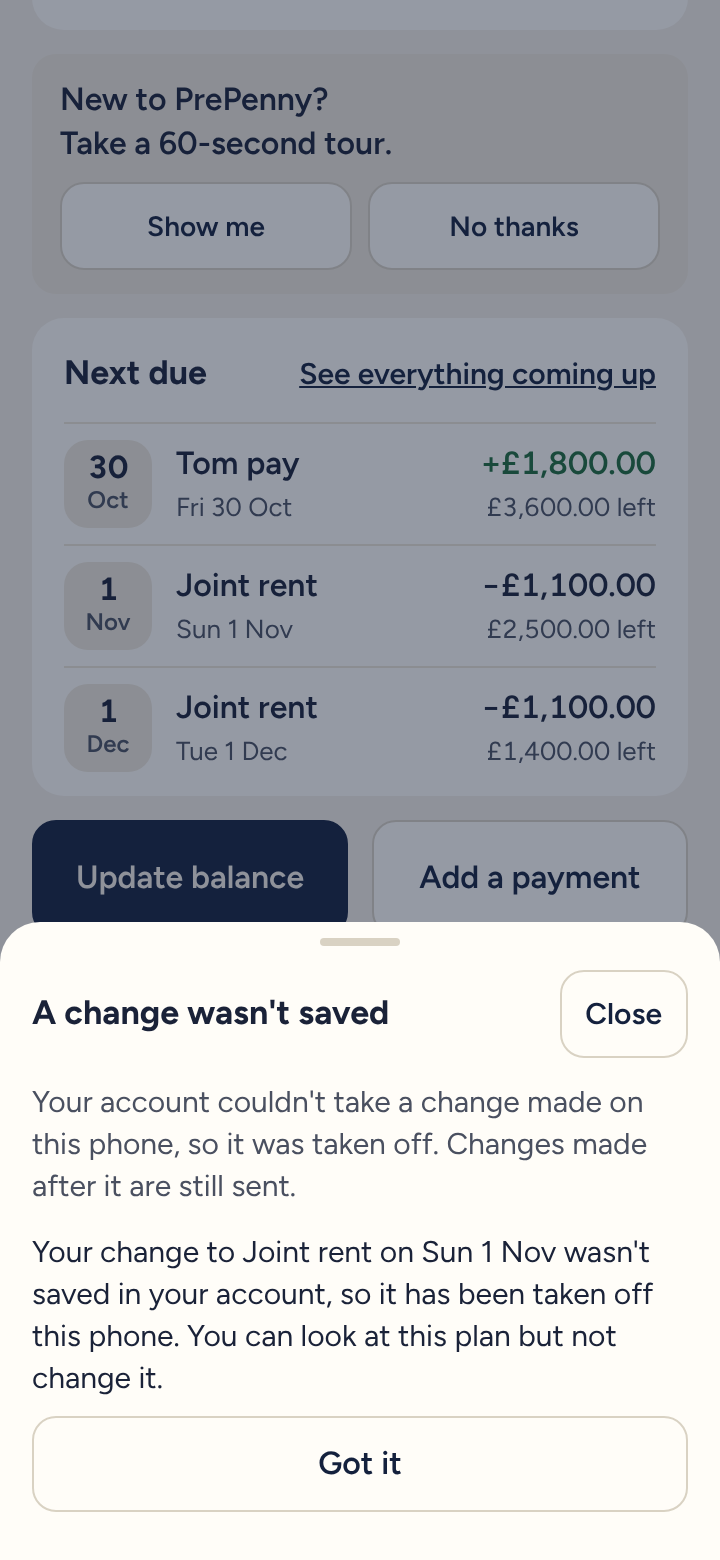 New to PrePenny?
Take a 60-second tour.
Show me
No thanks
Next due
See everything coming up
30
Oct
Tom pay
Fri 30 Oct
+£1,800.00
£3,600.00 left
1
Nov
Joint rent
Sun 1 Nov
−£1,100.00
£2,500.00 left
1
Dec
Joint rent
Tue 1 Dec
−£1,100.00
£1,400.00 left
Update balance
Add a payment
A change wasn't saved
Close
Your account couldn't take a change made on
this phone, so it was taken off. Changes made
after it are still sent.
Your change to Joint rent on Sun 1 Nov wasn't
saved in your account, so it has been taken off
this phone. You can look at this plan but not
change it.
Got it